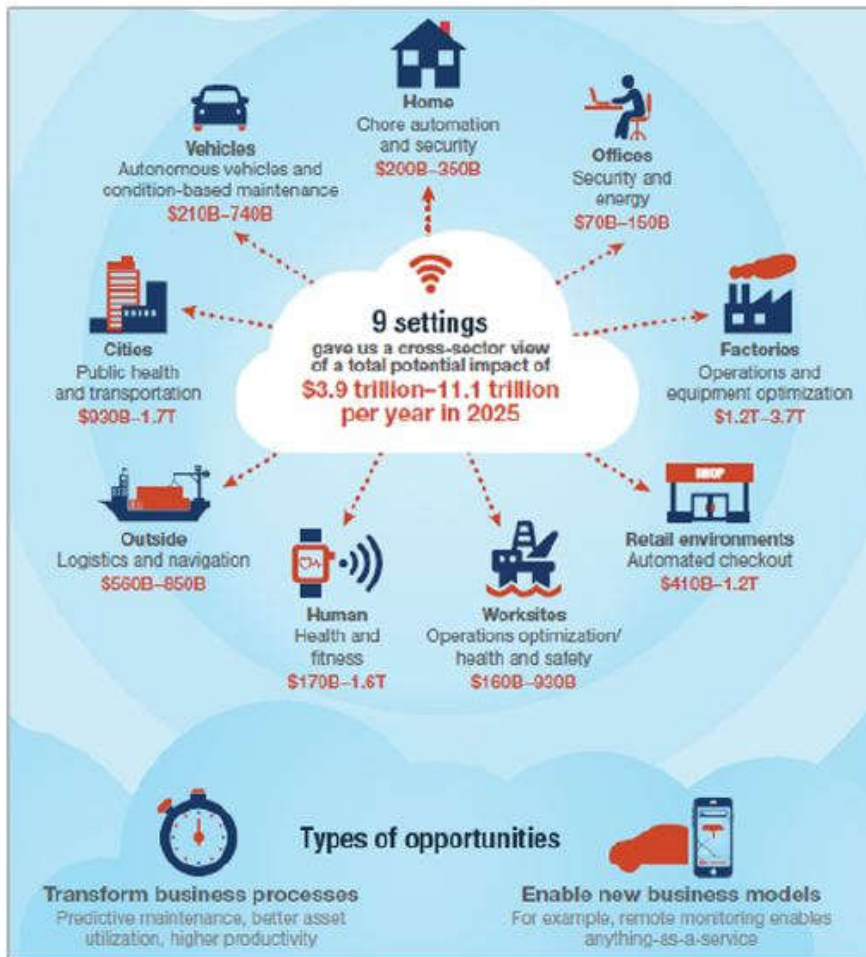 Home
Chore automation
and security
$200B–350B
Vehicles
Autonomous vehicles and
condition-based maintenance
$210B–740B
Offices
Security and
energy
$70B–150B
9 settings
gave us a cross-sector view
of a total potential impact of
$3.9 trillion–11.1 trillion
per year in 2025
Cities
Public health
and transportation
$930B–1.7T
Factories
Operations and
equipment optimization
$1.2T–3.7T
Outside
Logistics and navigation
$560B–850B
SHOP
Retail environments
Automated checkout
$410B–1.2T
Human
Health and
fitness
$170B–1.6T
Worksites
Operations optimization/
health and safety
$160B–930B
Types of opportunities
Transform business processes
Predictive maintenance, better asset
utilization, higher productivity
Enable new business models
For example, remote monitoring enables
anything-as-a-service